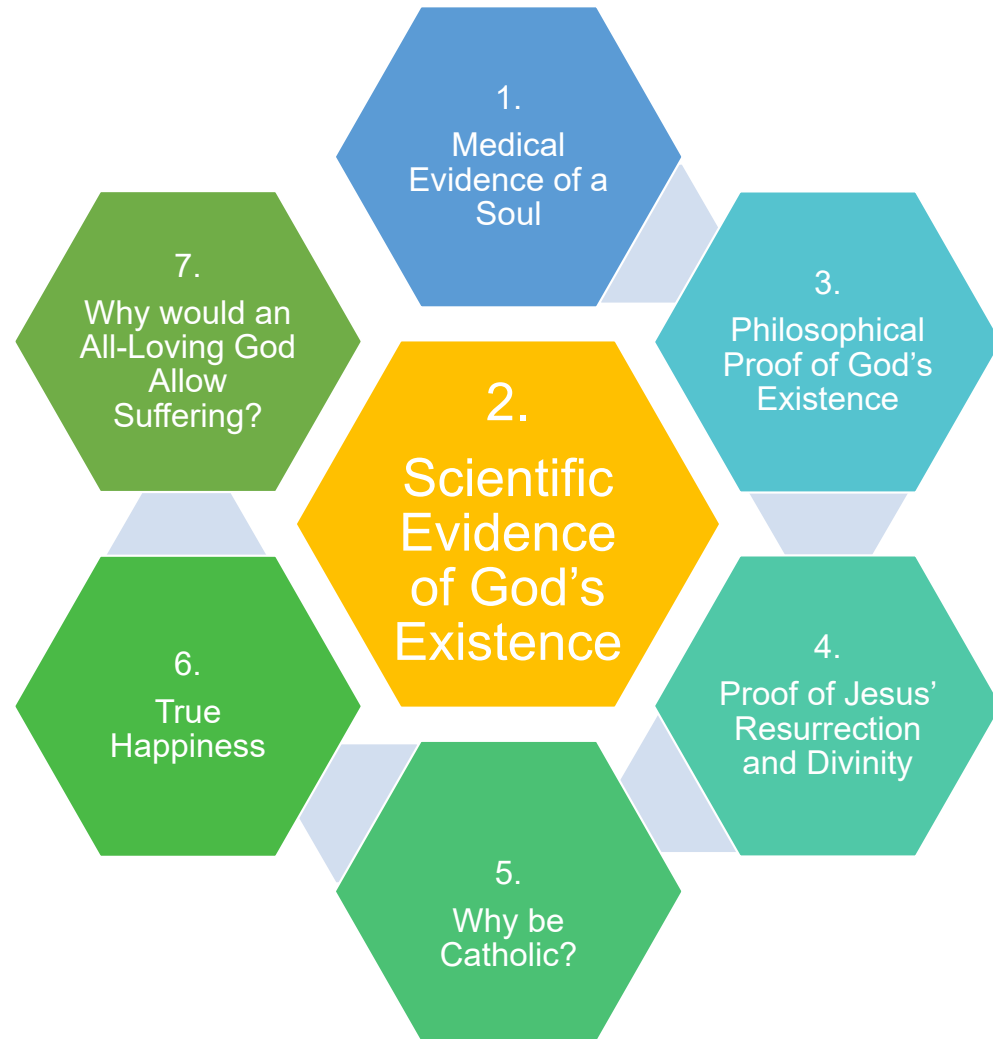 1.
Medical
Evidence of a
Soul
2.
Scientific
Evidence
of God’s
Existence
3.
Philosophical
Proof of God’s
Existence
4.
Proof of Jesus’
Resurrection
and Divinity
5.
Why be
Catholic?
6.
True
Happiness
7.
Why would an
All-Loving God
Allow
Suffering?